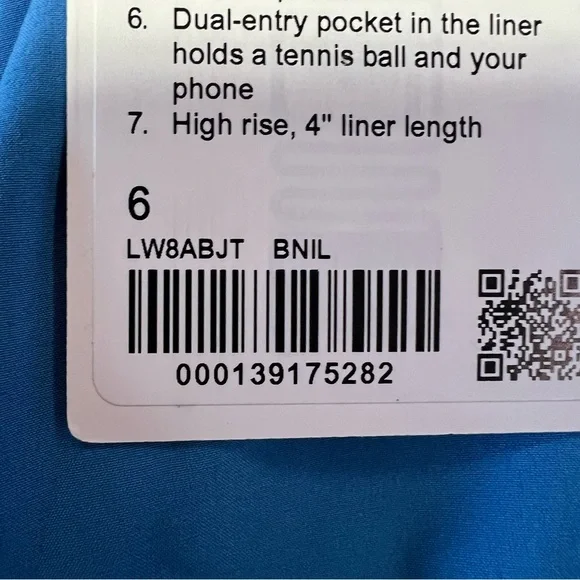 6. Dual-entry pocket in the liner
holds a tennis ball and your
phone
7. High rise, 4" liner length
6
LW8ABJT BNIL
000139175282